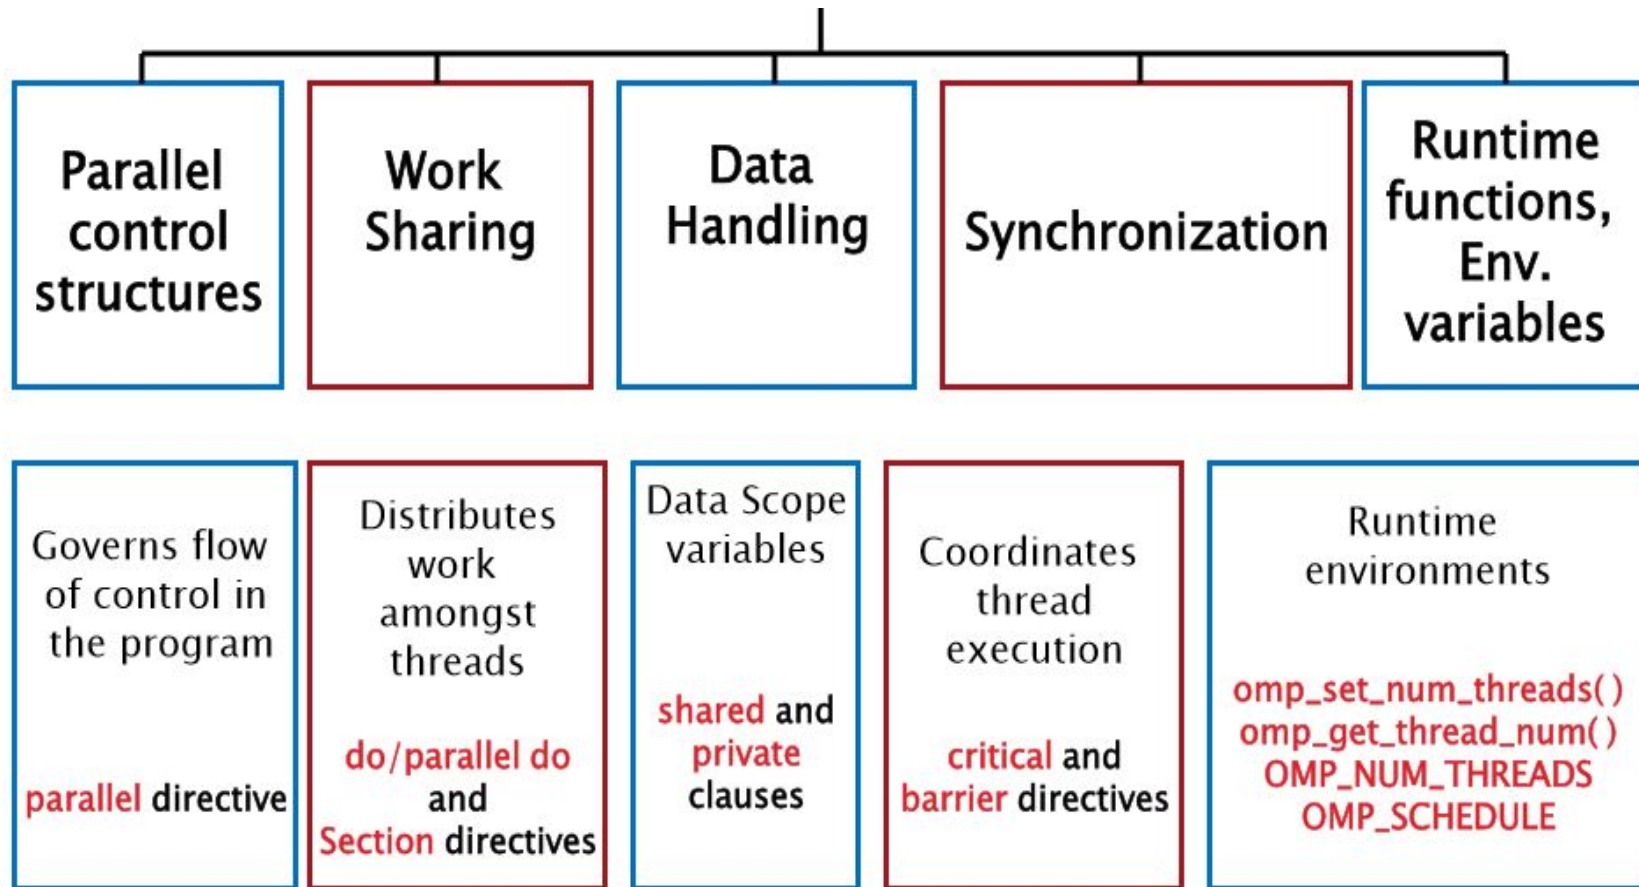 Parallel
control
structures
Work
Sharing
Data
Handling
Synchronization
Runtime
functions,
Env.
variables
Governs flow
of control in
the program
parallel directive
Distributes
work
amongst
threads
do/parallel do
and
Section directives
Data Scope
variables
shared and
private
clauses
Coordinates
thread
execution
critical and
barrier directives
Runtime
environments
omp_set_num_threads()
omp_get_thread_num()
OMP_NUM_THREADS
OMP_SCHEDULE